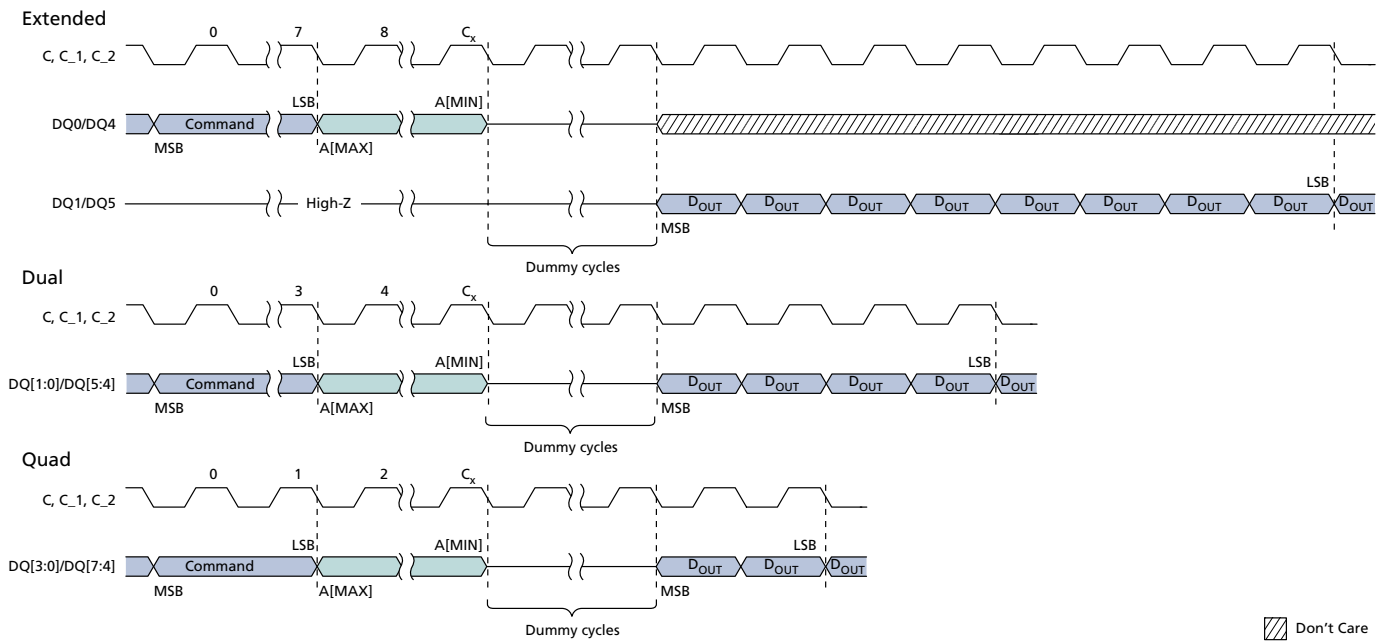 Extended
0 7 8 Cx
C, C_1, C_2
LSB A[MIN]
DQ0/DQ4 Command
MSB A[MAX]
LSB
DQ1/DQ5 High-Z DOUT DOUT DOUT DOUT DOUT DOUT DOUT DOUT DOUT
MSB
Dummy cycles
Dual
0 3 4 Cx
C, C_1, C_2
LSB A[MIN] LSB
DQ[1:0]/DQ[5:4] Command DOUT DOUT DOUT DOUT DOUT
MSB A[MAX] MSB
Dummy cycles
Quad
0 1 2 Cx
C, C_1, C_2
LSB A[MIN] LSB
DQ[3:0]/DQ[7:4] Command DOUT DOUT DOUT
MSB A[MAX] MSB
Dummy cycles
Don't Care